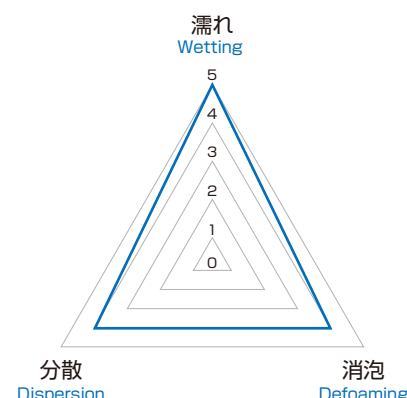 濡れ
Wetting
5
4
3
2
1
0
分散
Dispersion
消泡
Defoaming